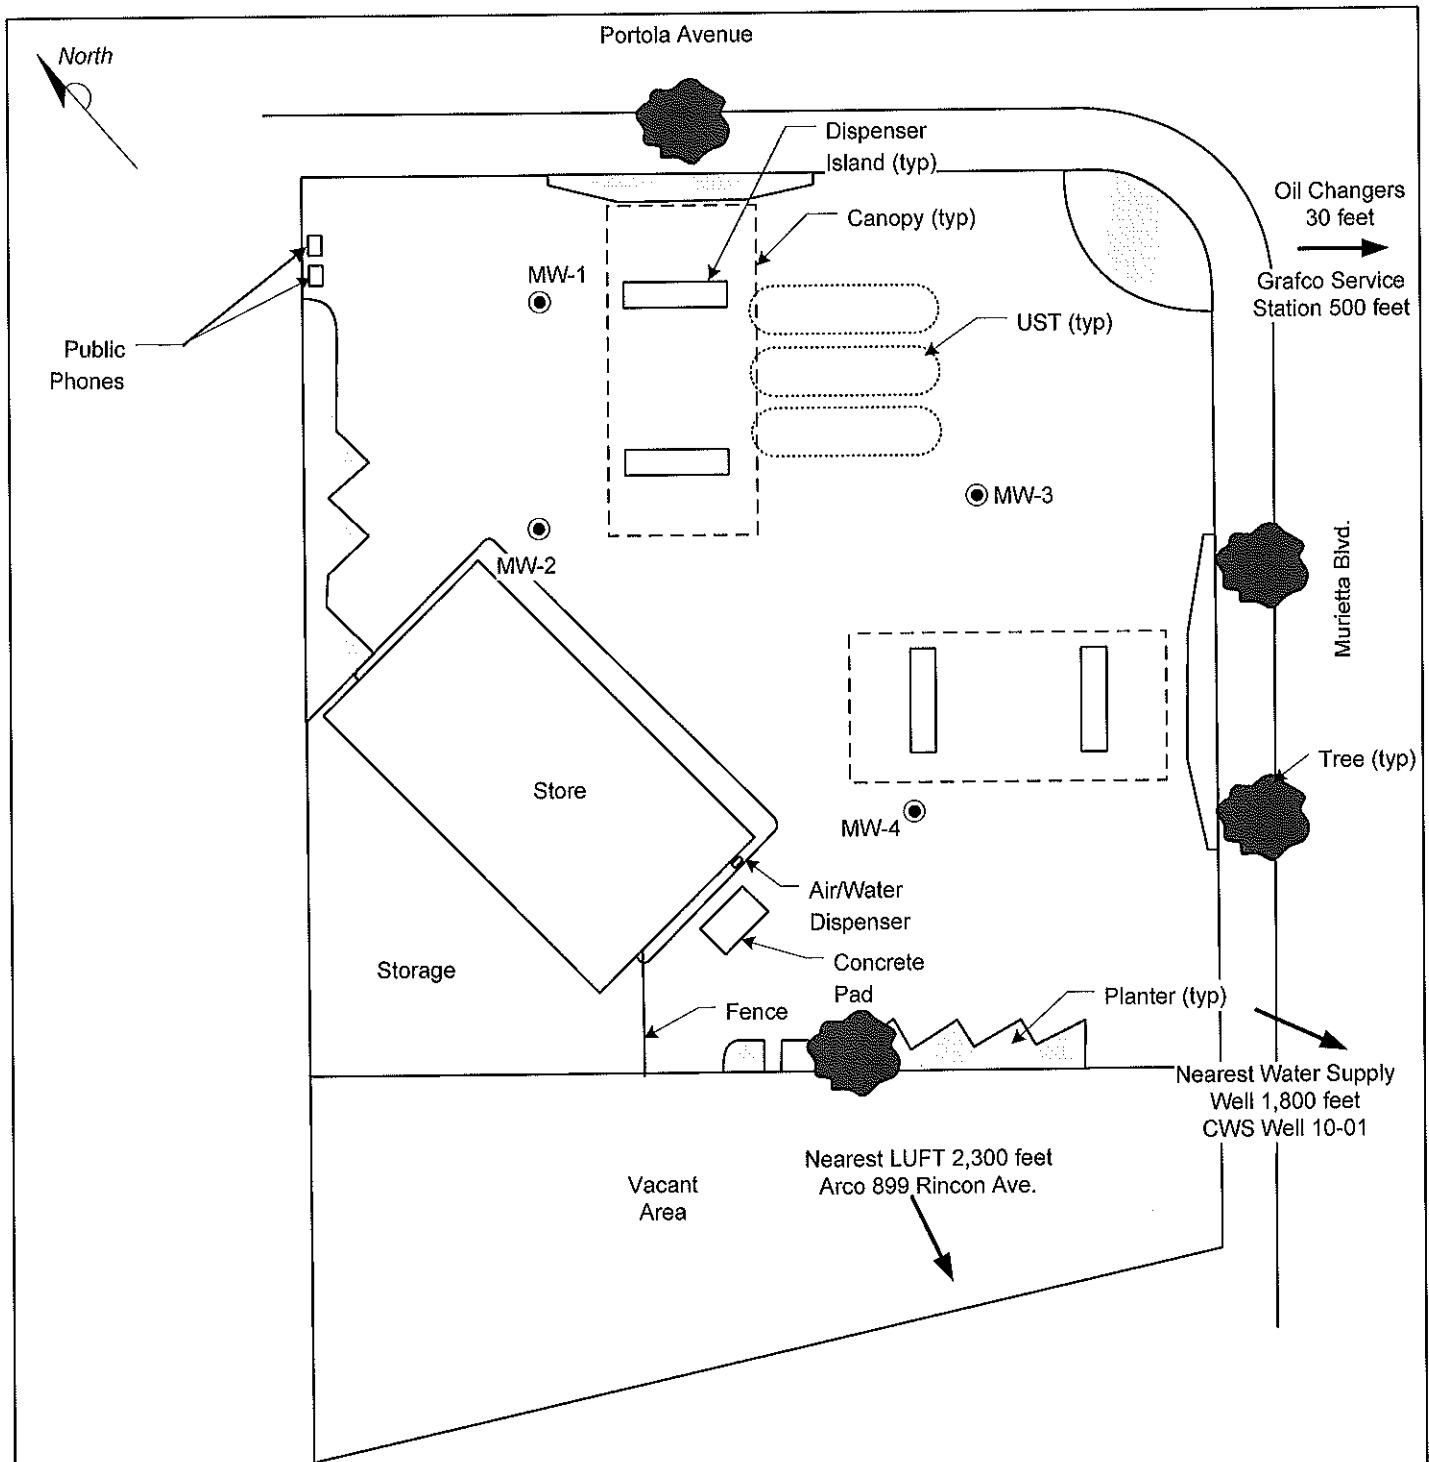 Portola Avenue
North
Dispenser
Island (typ)
Oil Changers
30 feet
Canopy (typ)
Grafco Service
Station 500 feet
MW-1
UST (typ)
Public
Phones
MW-3
MW-2
Murietta Blvd.
Tree (typ)
Store
MW-4
Air/Water
Dispenser
Storage
Concrete
Pad
Planter (typ)
Fence
Nearest Water Supply
Well 1,800 feet
CWS Well 10-01
Nearest LUFT 2,300 feet
Arco 899 Rincon Ave.
Vacant
Area